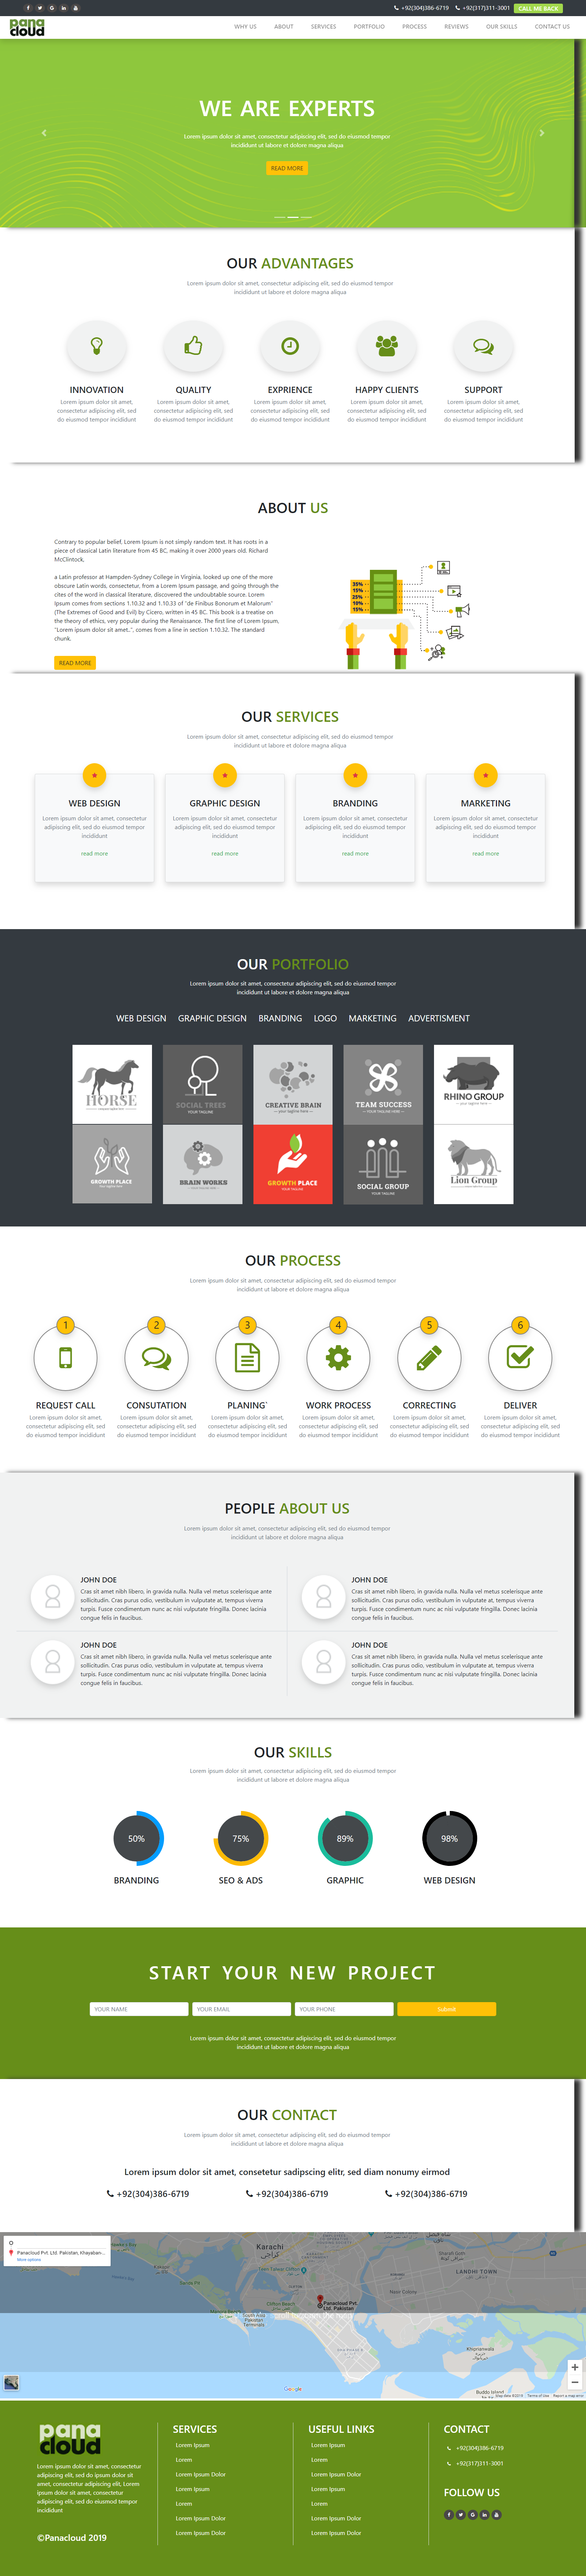 +92(304)386-6719 +92(317)311-3001 CALL ME BACK
pana
cloud
WHY US ABOUT SERVICES PORTFOLIO PROCESS REVIEWS OUR SKILLS CONTACT US
WE ARE EXPERTS
Lorem ipsum dolor sit amet, consectetur adipiscing elit, sed do eiusmod tempor
incididunt ut labore et dolore magna aliqua
READ MORE
OUR ADVANTAGES
Lorem ipsum dolor sit amet, consectetur adipiscing elit, sed do eiusmod tempor
incididunt ut labore et dolore magna aliqua
INNOVATION
Lorem ipsum dolor sit amet,
consectetur adipiscing elit, sed
do eiusmod tempor incididunt
QUALITY
Lorem ipsum dolor sit amet,
consectetur adipiscing elit, sed
do eiusmod tempor incididunt
EXPRIENCE
Lorem ipsum dolor sit amet,
consectetur adipiscing elit, sed
do eiusmod tempor incididunt
HAPPY CLIENTS
Lorem ipsum dolor sit amet,
consectetur adipiscing elit, sed
do eiusmod tempor incididunt
SUPPORT
Lorem ipsum dolor sit amet,
consectetur adipiscing elit, sed
do eiusmod tempor incididunt
ABOUT US
Contrary to popular belief, Lorem Ipsum is not simply random text. It has roots in a
piece of classical Latin literature from 45 BC, making it over 2000 years old. Richard
McClintock,
a Latin professor at Hampden-Sydney College in Virginia, looked up one of the more
obscure Latin words, consectetur, from a Lorem Ipsum passage, and going through the
cites of the word in classical literature, discovered the undoubtable source. Lorem
Ipsum comes from sections 1.10.32 and 1.10.33 of "de Finibus Bonorum et Malorum"
(The Extremes of Good and Evil) by Cicero, written in 45 BC. This book is a treatise on
the theory of ethics, very popular during the Renaissance. The first line of Lorem Ipsum,
"Lorem ipsum dolor sit amet..", comes from a line in section 1.10.32. The standard
chunk.
READ MORE
35%
15%
25%
10%
15%
OUR SERVICES
Lorem ipsum dolor sit amet, consectetur adipiscing elit, sed do eiusmod tempor
incididunt ut labore et dolore magna aliqua
WEB DESIGN
Lorem ipsum dolor sit amet, consectetur
adipiscing elit, sed do eiusmod tempor
incididunt
read more
GRAPHIC DESIGN
Lorem ipsum dolor sit amet, consectetur
adipiscing elit, sed do eiusmod tempor
incididunt
read more
BRANDING
Lorem ipsum dolor sit amet, consectetur
adipiscing elit, sed do eiusmod tempor
incididunt
read more
MARKETING
Lorem ipsum dolor sit amet, consectetur
adipiscing elit, sed do eiusmod tempor
incididunt
read more
OUR PORTFOLIO
Lorem ipsum dolor sit amet, consectetur adipiscing elit, sed do eiusmod tempor
incididunt ut labore et dolore magna aliqua
WEB DESIGN GRAPHIC DESIGN BRANDING LOGO MARKETING ADVERTISMENT
HORSE
SOCIAL TREES
YOUR TAGLINE
CREATIVE BRAIN
your tagline here
TEAM SUCCESS
YOUR TAGLINE HERE
RHINO GROUP
your tagline here
GROWTH PLACE
BRAIN WORKS
GROWTH PLACE
YOUR TAGLINE
SOCIAL GROUP
YOUR TAGLINE
Lion Group
OUR PROCESS
Lorem ipsum dolor sit amet, consectetur adipiscing elit, sed do eiusmod tempor
incididunt ut labore et dolore magna aliqua
1
REQUEST CALL
Lorem ipsum dolor sit amet,
consectetur adipiscing elit, sed
do eiusmod tempor incididunt
2
CONSUTATION
Lorem ipsum dolor sit amet,
consectetur adipiscing elit, sed
do eiusmod tempor incididunt
3
PLANING`
Lorem ipsum dolor sit amet,
consectetur adipiscing elit, sed
do eiusmod tempor incididunt
4
WORK PROCESS
Lorem ipsum dolor sit amet,
consectetur adipiscing elit, sed
do eiusmod tempor incididunt
5
CORRECTING
Lorem ipsum dolor sit amet,
consectetur adipiscing elit, sed
do eiusmod tempor incididunt
6
DELIVER
Lorem ipsum dolor sit amet,
consectetur adipiscing elit, sed
do eiusmod tempor incididunt
PEOPLE ABOUT US
Lorem ipsum dolor sit amet, consectetur adipiscing elit, sed do eiusmod tempor
incididunt ut labore et dolore magna aliqua.
JOHN DOE
Cras sit amet nibh libero, in gravida nulla. Nulla vel metus scelerisque ante
sollicitudin. Cras purus odio, vestibulum in vulputate at, tempus viverra
turpis. Fusce condimentum nunc ac nisi vulputate fringilla. Donec lacinia
congue felis in faucibus.
JOHN DOE
Cras sit amet nibh libero, in gravida nulla. Nulla vel metus scelerisque ante
sollicitudin. Cras purus odio, vestibulum in vulputate at, tempus viverra
turpis. Fusce condimentum nunc ac nisi vulputate fringilla. Donec lacinia
congue felis in faucibus.
JOHN DOE
Cras sit amet nibh libero, in gravida nulla. Nulla vel metus scelerisque ante
sollicitudin. Cras purus odio, vestibulum in vulputate at, tempus viverra
turpis. Fusce condimentum nunc ac nisi vulputate fringilla. Donec lacinia
congue felis in faucibus.
JOHN DOE
Cras sit amet nibh libero, in gravida nulla. Nulla vel metus scelerisque ante
sollicitudin. Cras purus odio, vestibulum in vulputate at, tempus viverra
turpis. Fusce condimentum nunc ac nisi vulputate fringilla. Donec lacinia
congue felis in faucibus.
OUR SKILLS
Lorem ipsum dolor sit amet, consectetur adipiscing elit, sed do eiusmod tempor
incididunt ut labore et dolore magna aliqua
50% 75% 89% 98%
BRANDING SEO & ADS GRAPHIC WEB DESIGN
START YOUR NEW PROJECT
YOUR NAME YOUR EMAIL YOUR PHONE Submit
Lorem ipsum dolor sit amet, consectetur adipiscing elit, sed do eiusmod tempor
incididunt ut labore et dolore magna aliqua
OUR CONTACT
Lorem ipsum dolor sit amet, consectetur adipiscing elit, sed do eiusmod tempor
incididunt ut labore et dolore magna aliqua
Lorem ipsum dolor sit amet, consetetur sadipscing elitr, sed diam nonumy eirmod
+92(304)386-6719 +92(304)386-6719 +92(304)386-6719
Panacloud Pvt. Ltd. Pakistan, Khayaban-...
More options
Karachi
كراچى
LANDHI TOWN
Noor Colony
Clifton Beach
Panacloud Pvt.
Ltd. Pakistan
South Asia
Pakistan
Terminals
Khiprianwala
Buddo Island
Google
Map data ©2019 Terms of Use Report a map error
pana
cloud
Lorem ipsum dolor sit amet, consectetur
adipiscing elit, sed do ipsum dolor sit
amet, consectetur adipiscing elit, Lorem
ipsum dolor sit amet, consectetur
adipiscing elit, sed do eiusmod tempor
incididunt
©Panacloud 2019
SERVICES
Lorem Ipsum
Lorem
Lorem Ipsum Dolor
Lorem Ipsum
Lorem
Lorem Ipsum Dolor
Lorem Ipsum Dolor
USEFUL LINKS
Lorem Ipsum
Lorem
Lorem Ipsum Dolor
Lorem Ipsum
Lorem
Lorem Ipsum Dolor
Lorem Ipsum Dolor
CONTACT
+92(304)386-6719
+92(317)311-3001
FOLLOW US